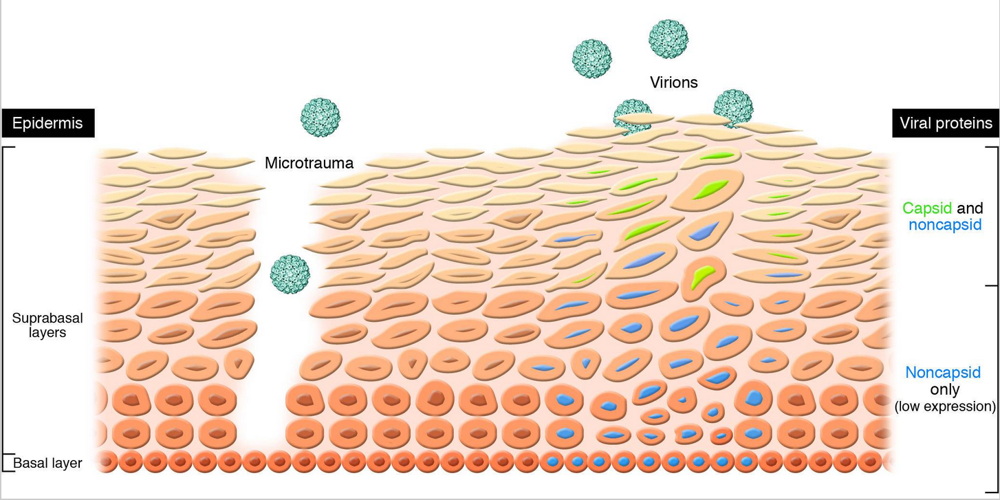 Virions
Epidermis
Viral proteins
Microtrauma
Capsid and
noncapsid
Suprabasal
layers
Noncapsid
only
(low expression)
Basal layer